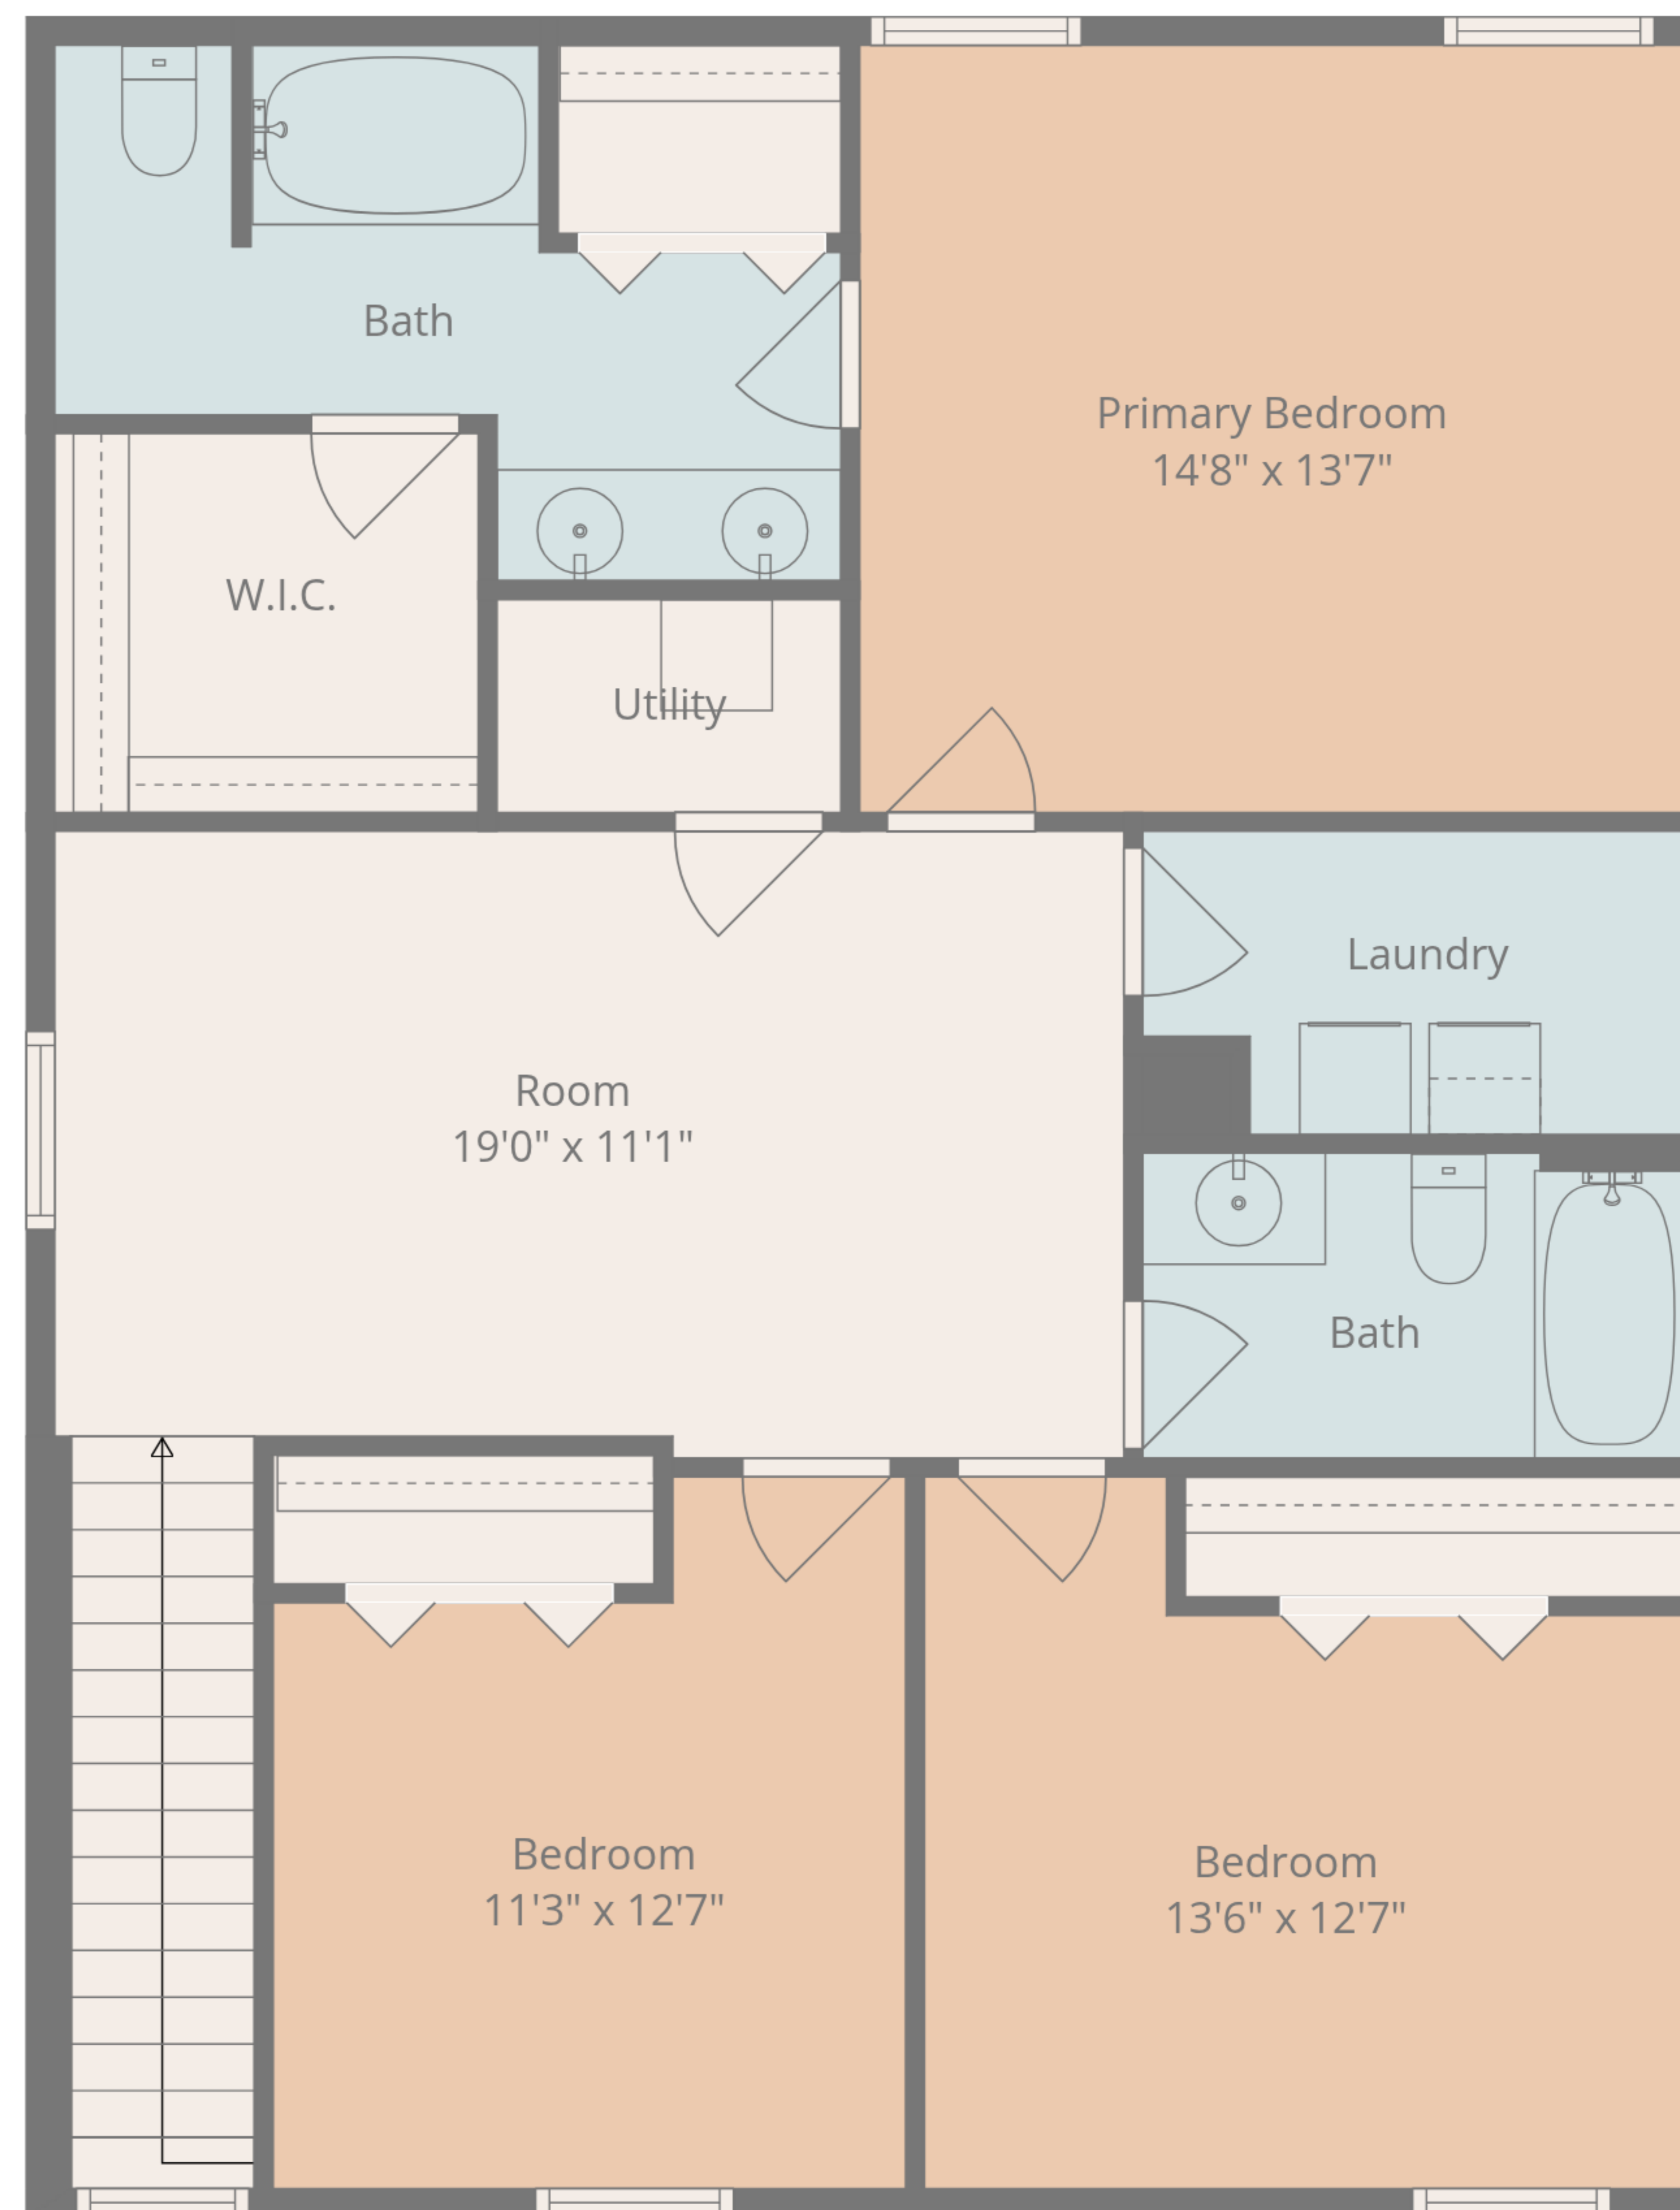 Bath
Primary Bedroom
14'8" x 13'7"
W.I.C.
Utility
Laundry
Room
19'0" x 11'1"
Bath
Bedroom
11'3" x 12'7"
Bedroom
13'6" x 12'7"